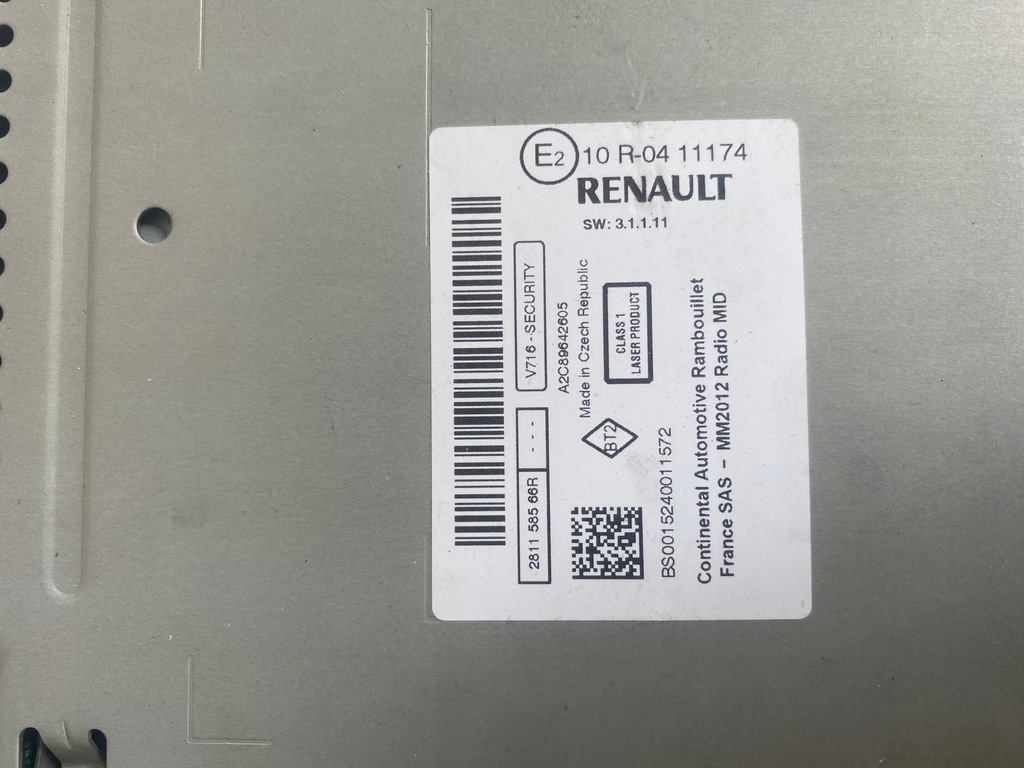 E2 10 R-04 11174
RENAULT
SW: 3.1.1.11
2811 585 66R - - -
V716 - SECURITY
A2C89642605
Made in Czech Republic
BT2
CLASS 1
LASER PRODUCT
BS0015240011572
Continental Automotive Rambouillet
France SAS – MM2012 Radio MID